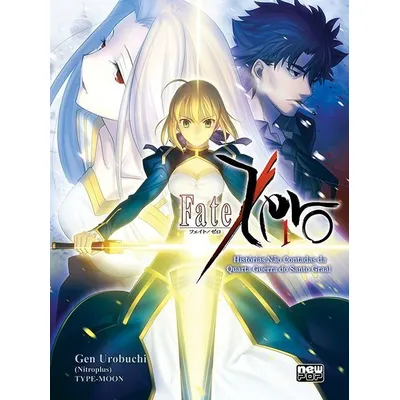 Fate
Zero
フェイト/ゼロ
1
Histórias Não Contadas da
Quarta Guerra do Santo Graal
Gen Urobuchi
(Nitroplus)
TYPE-MOON
new
POP